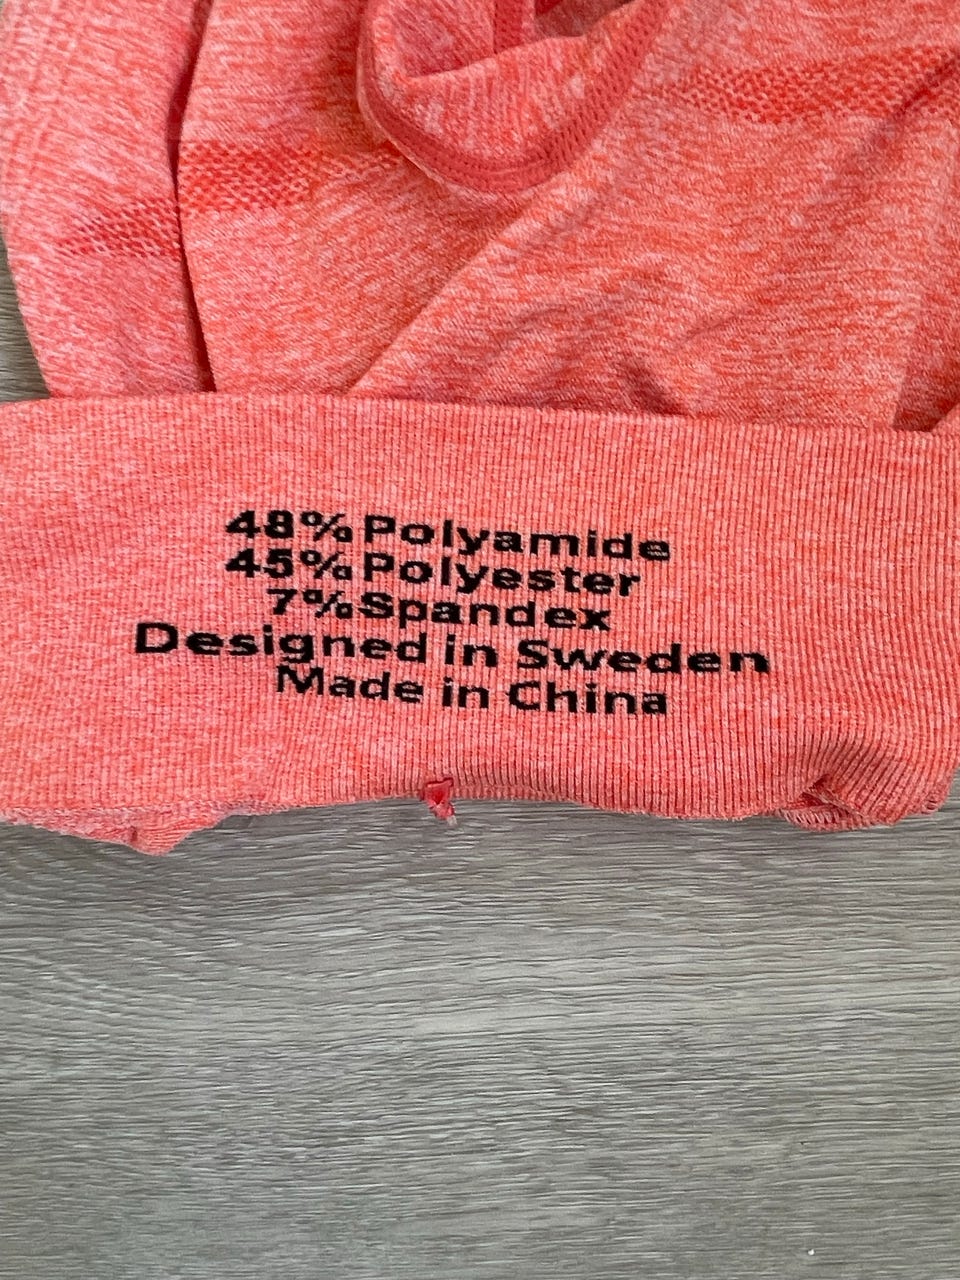 48% Polyamide
45% Polyester
7% Spandex
Designed in Sweden
Made in China